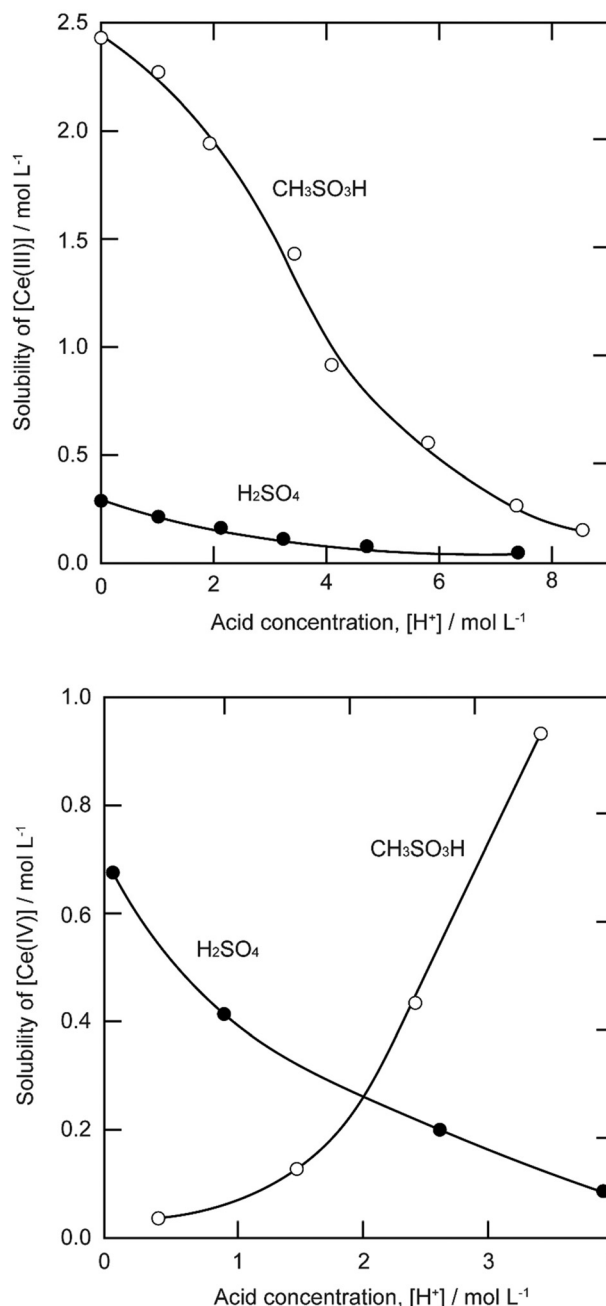 2.5
2.0
1.5
1.0
0.5
0.0
Solubility of [Ce(III)] / mol L⁻¹
CH₃SO₃H
H₂SO₄
0 2 4 6 8
Acid concentration, [H⁺] / mol L⁻¹
1.0
0.8
0.6
0.4
0.2
0.0
Solubility of [Ce(IV)] / mol L⁻¹
CH₃SO₃H
H₂SO₄
0 1 2 3
Acid concentration, [H⁺] / mol L⁻¹